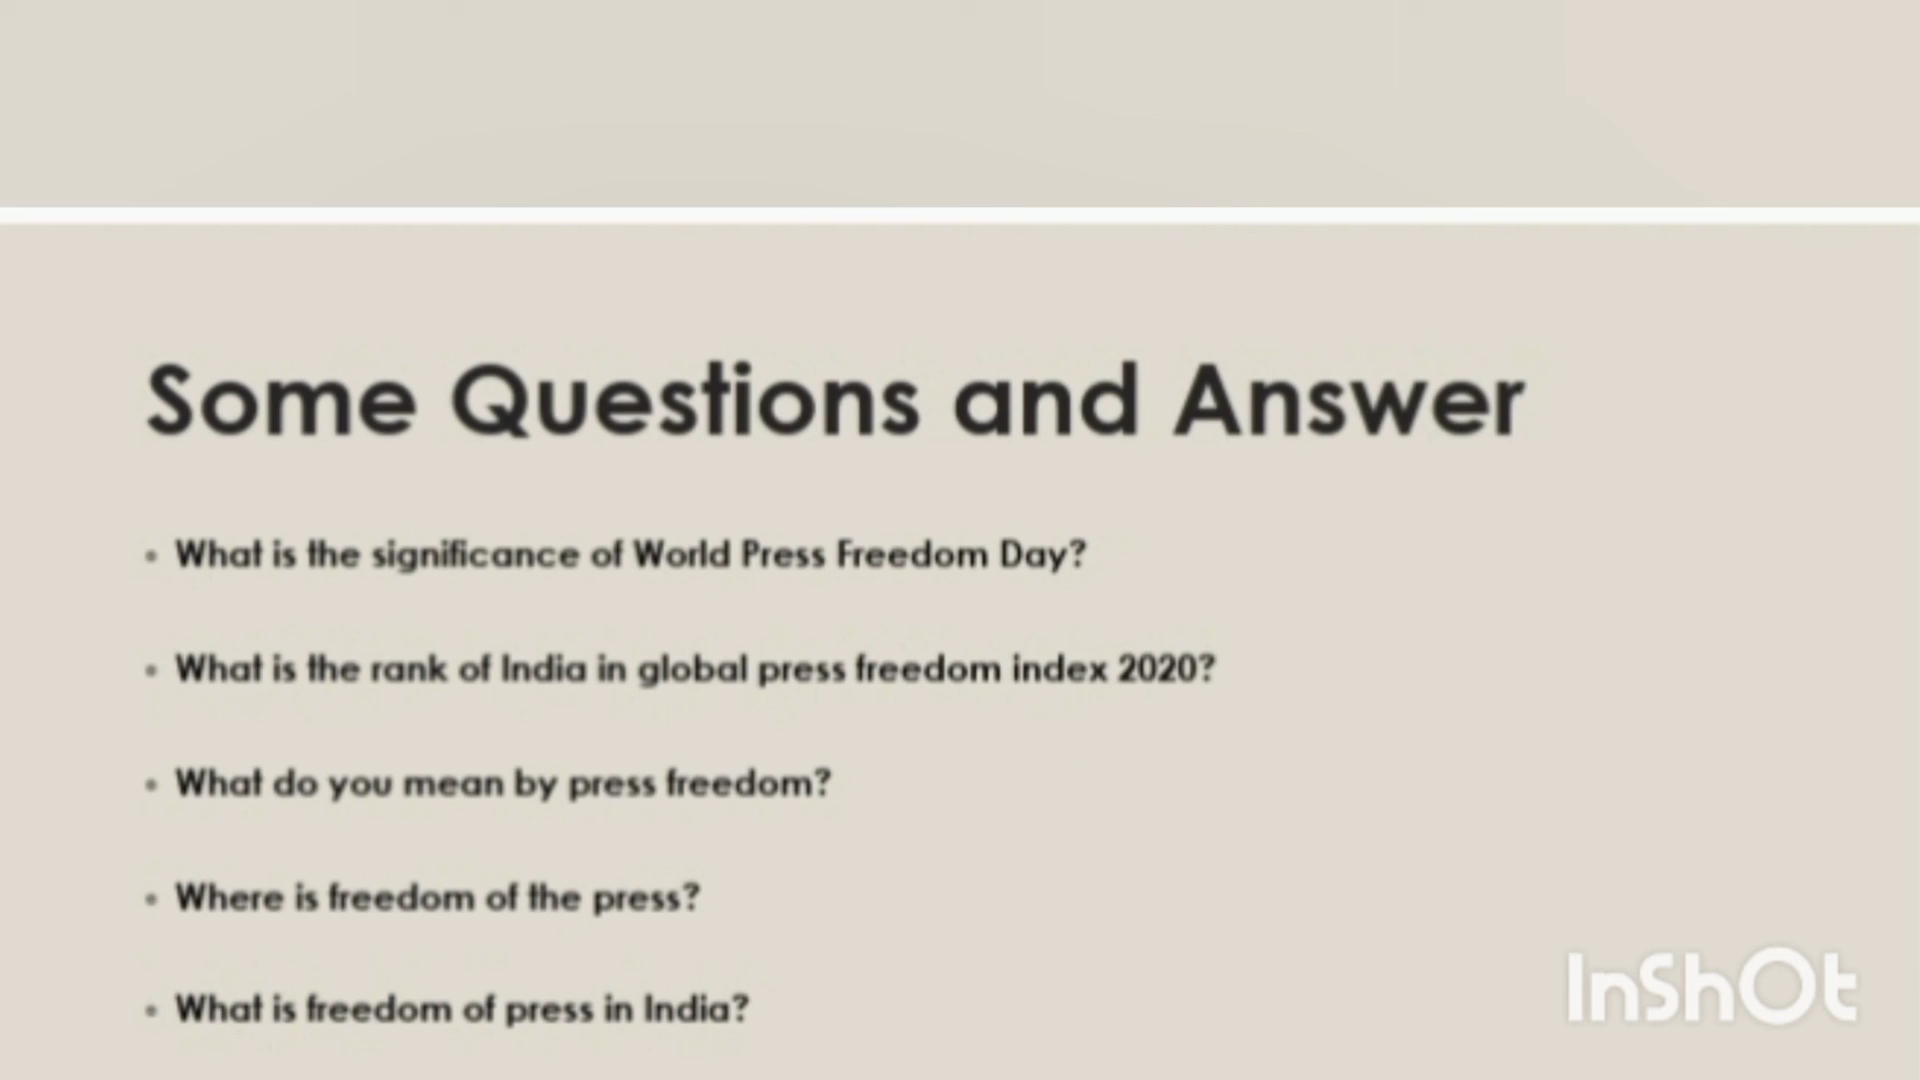 Some Questions and Answer
• What is the significance of World Press Freedom Day?
• What is the rank of India in global press freedom index 2020?
• What do you mean by press freedom?
• Where is freedom of the press?
• What is freedom of press in India?
InShOt